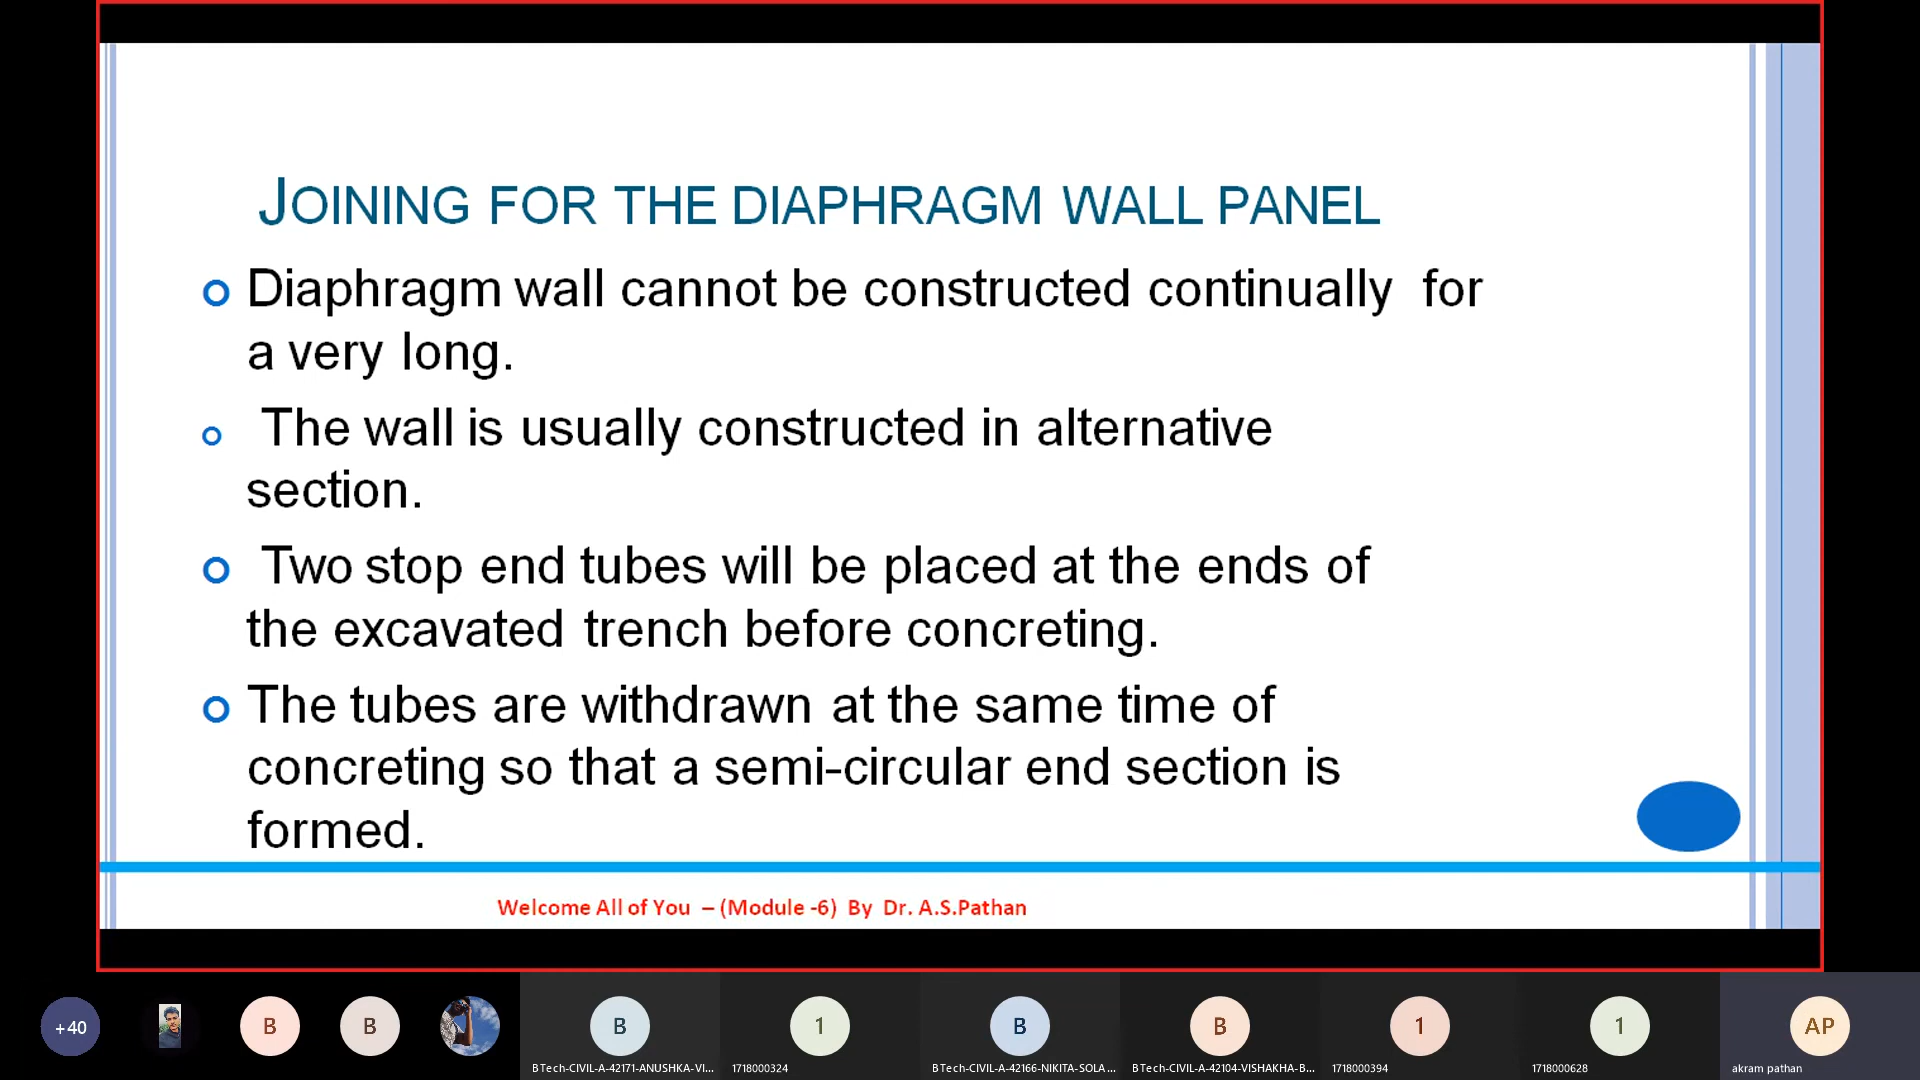 JOINING FOR THE DIAPHRAGM WALL PANEL
Diaphragm wall cannot be constructed continually for
a very long.
The wall is usually constructed in alternative
section.
Two stop end tubes will be placed at the ends of
the excavated trench before concreting.
The tubes are withdrawn at the same time of
concreting so that a semi-circular end section is
formed.
Welcome All of You – (Module -6) By Dr. A.S.Pathan
+40
B
B
B
1
B
B
1
1
AP
BTech-CIVIL-A-42171-ANUSHKA-VI...
1718000324
BTech-CIVIL-A-42166-NIKITA-SOLA...
BTech-CIVIL-A-42104-VISHAKHA-B...
1718000394
1718000628
akram pathan